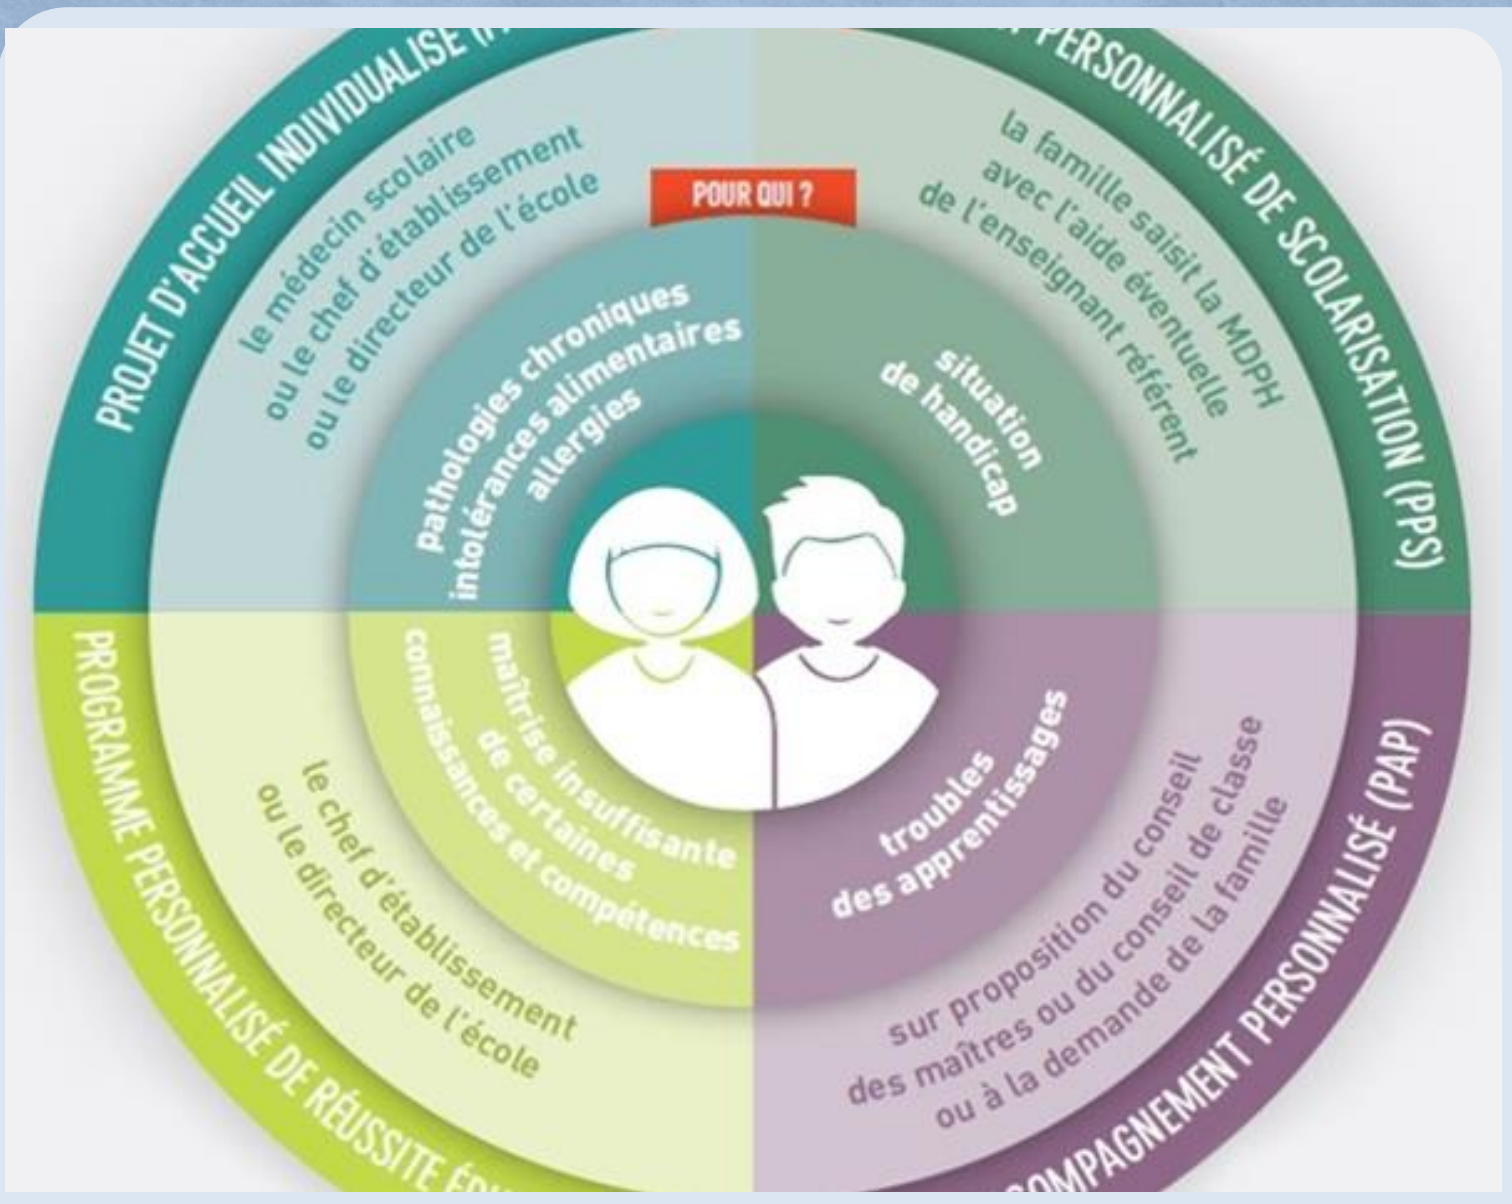 PROJET D'ACCUEIL INDIVIDUALISÉ
le médecin scolaire
ou le chef d'établissement
ou le directeur de l'école
POUR QUI ?
pathologies chroniques
intolérances alimentaires
allergies
PERSONNALISÉ DE SCOLARISATION (PPS)
la famille saisit la MDPH
avec l'aide éventuelle
de l'enseignant référent
situation
de handicap
PROGRAMME PERSONNALISÉ DE RÉUSSITE
le chef d'établissement
ou le directeur de l'école
maîtrise insuffisante
de certaines
connaissances et compétences
troubles
des apprentissages
sur proposition du conseil
des maîtres ou du conseil de classe
ou à la demande de la famille
COMPAGNEMENT PERSONNALISÉ (PAP)